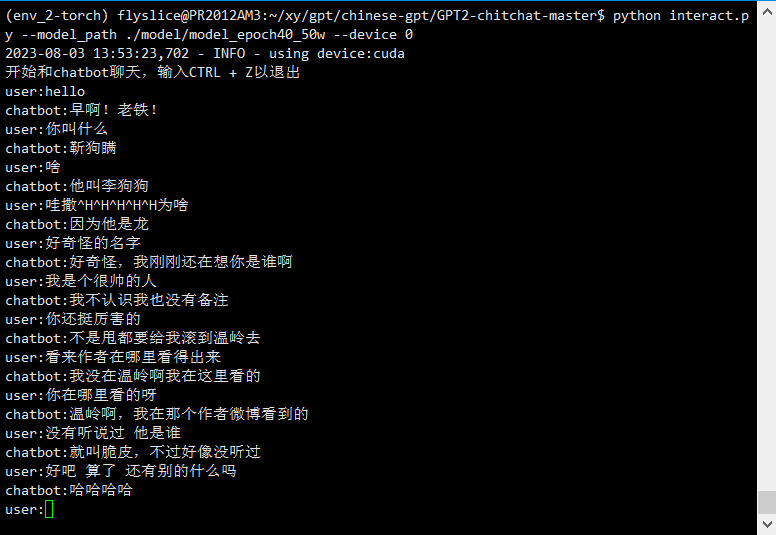 (env_2-torch) flyslice@PR2012AM3:~/xy/gpt/chinese-gpt/GPT2-chitchat-master$ python interact.p
y --model_path ./model/model_epoch40_50w --device 0
2023-08-03 13:53:23,702 - INFO - using device:cuda
开始和chatbot聊天，输入CTRL + Z以退出
user:hello
chatbot:早啊！老铁！
user:你叫什么
chatbot:靳狗瞒
user:啥
chatbot:他叫李狗狗
user:哇撒^H^H^H^H^H为啥
chatbot:因为他是龙
user:好奇怪的名字
chatbot:好奇怪，我刚刚还在想你是谁啊
user:我是个很帅的人
chatbot:我不认识我也没有备注
user:你还挺厉害的
chatbot:不是甩都要给我滚到温岭去
user:看来作者在哪里看得出来
chatbot:我没在温岭啊我在这里看的
user:你在哪里看的呀
chatbot:温岭啊，我在那个作者微博看到的
user:没有听说过 他是谁
chatbot:就叫脆皮，不过好像没听过
user:好吧 算了 还有别的什么吗
chatbot:哈哈哈哈
user: